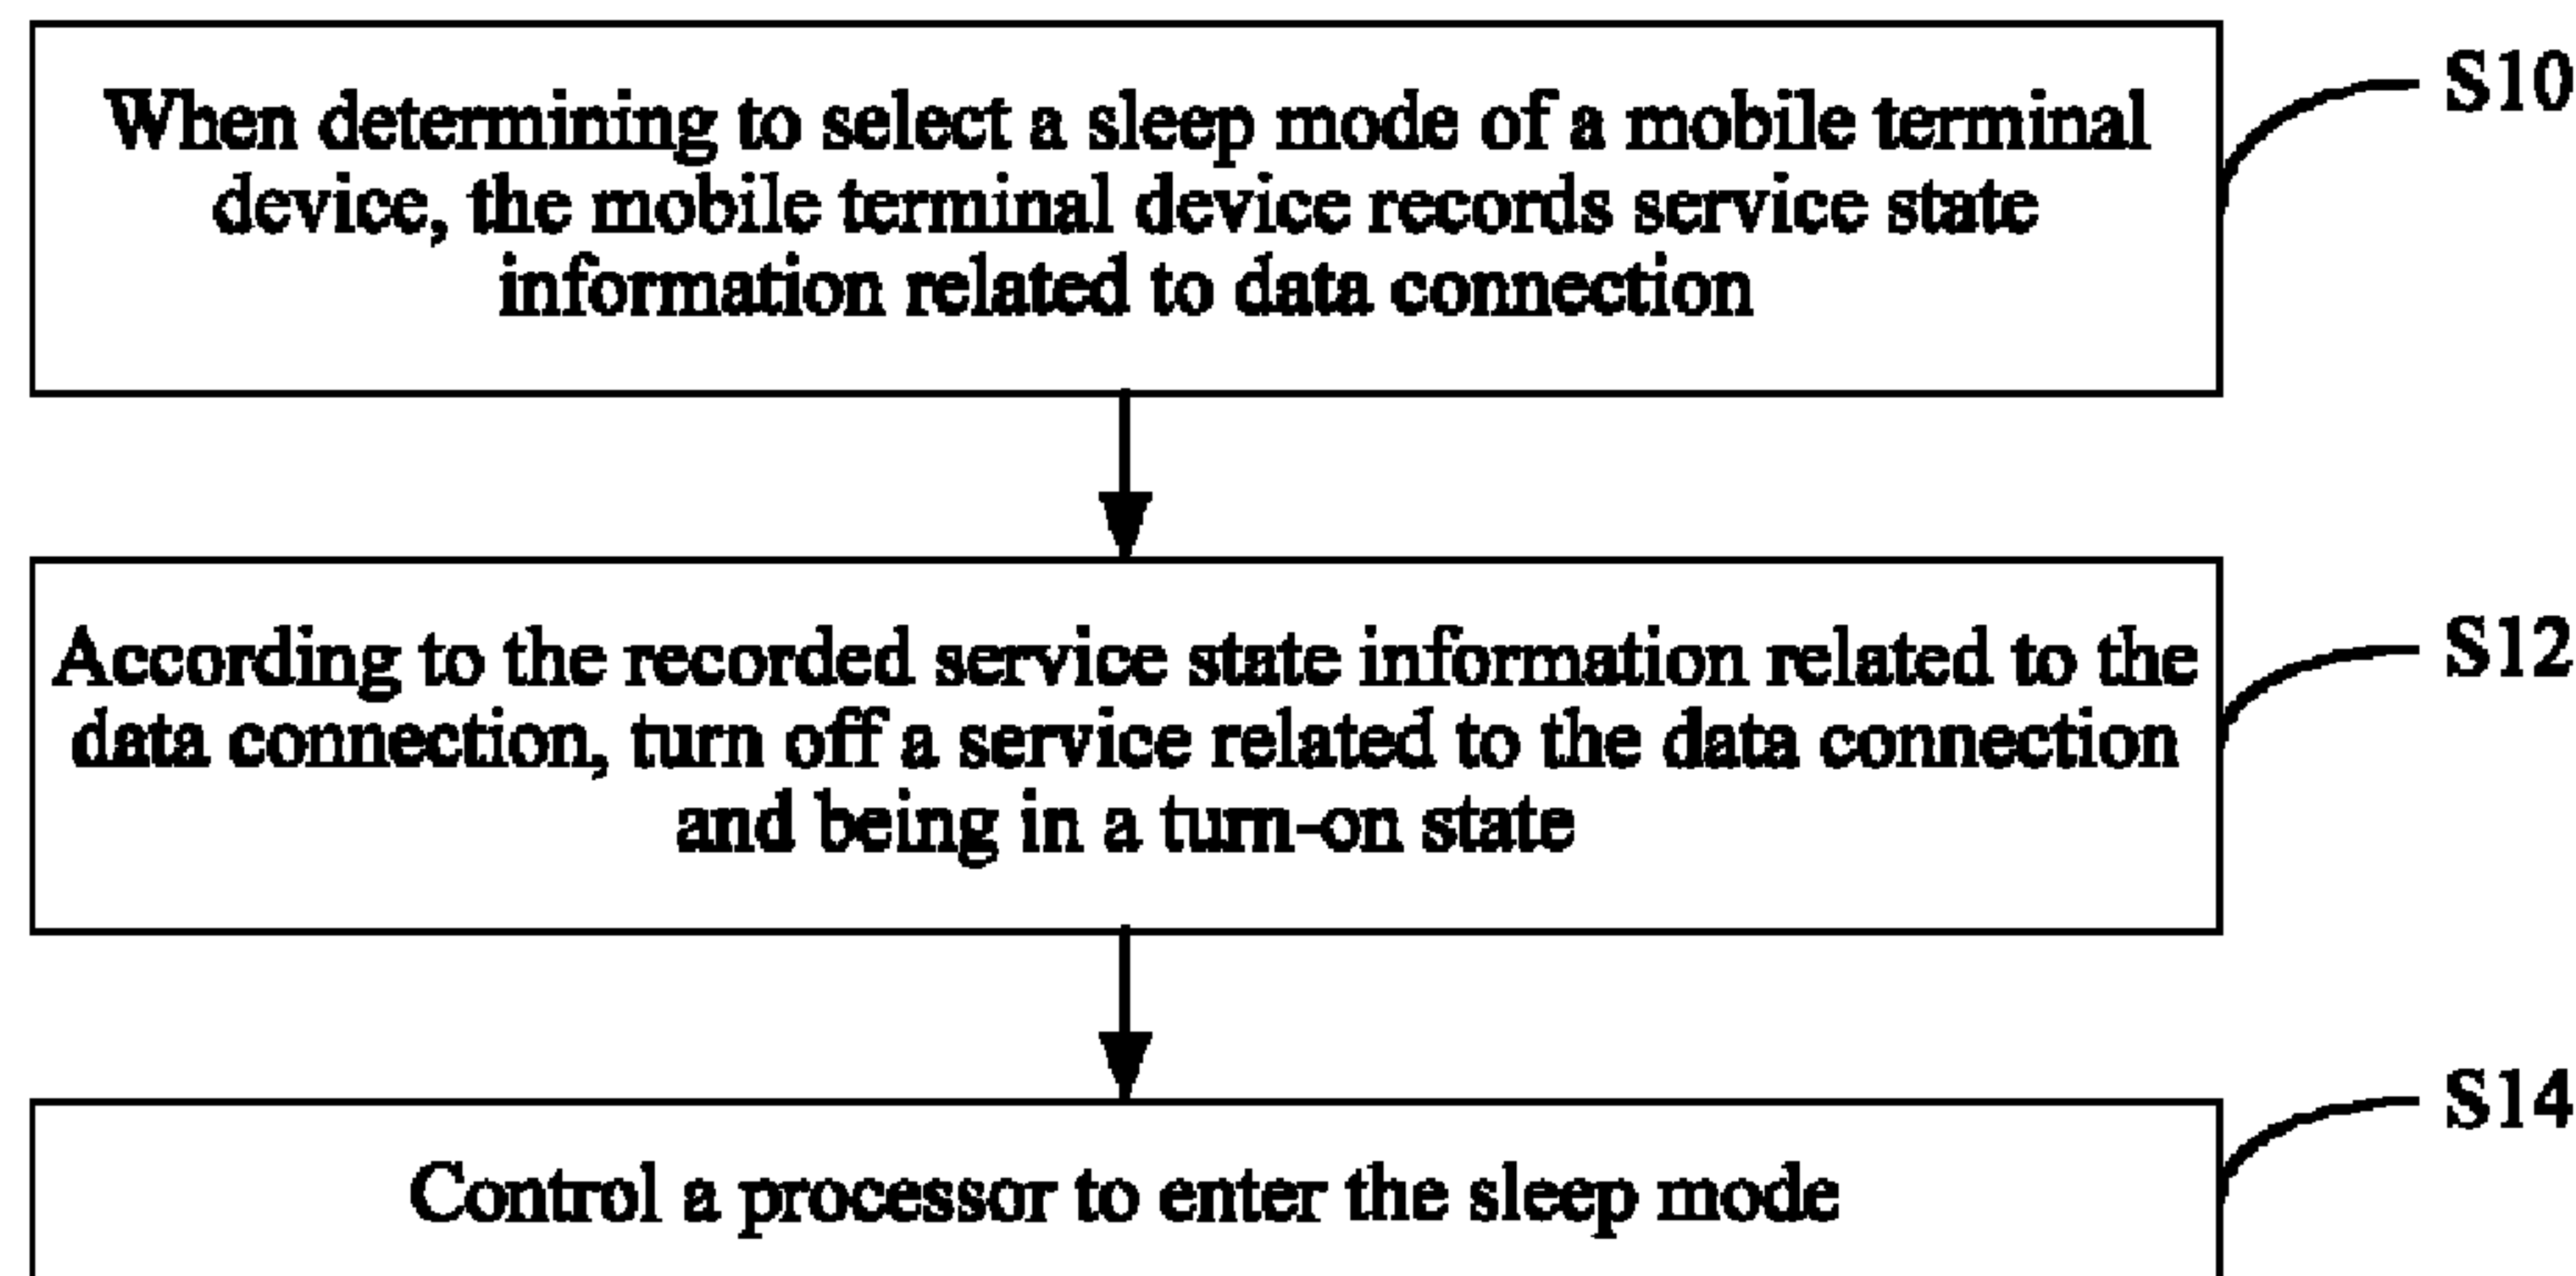 When determining to select a sleep mode of a mobile terminal
device, the mobile terminal device records service state
information related to data connection
S10
According to the recorded service state information related to the
data connection, turn off a service related to the data connection
and being in a turn-on state
S12
Control a processor to enter the sleep mode
S14